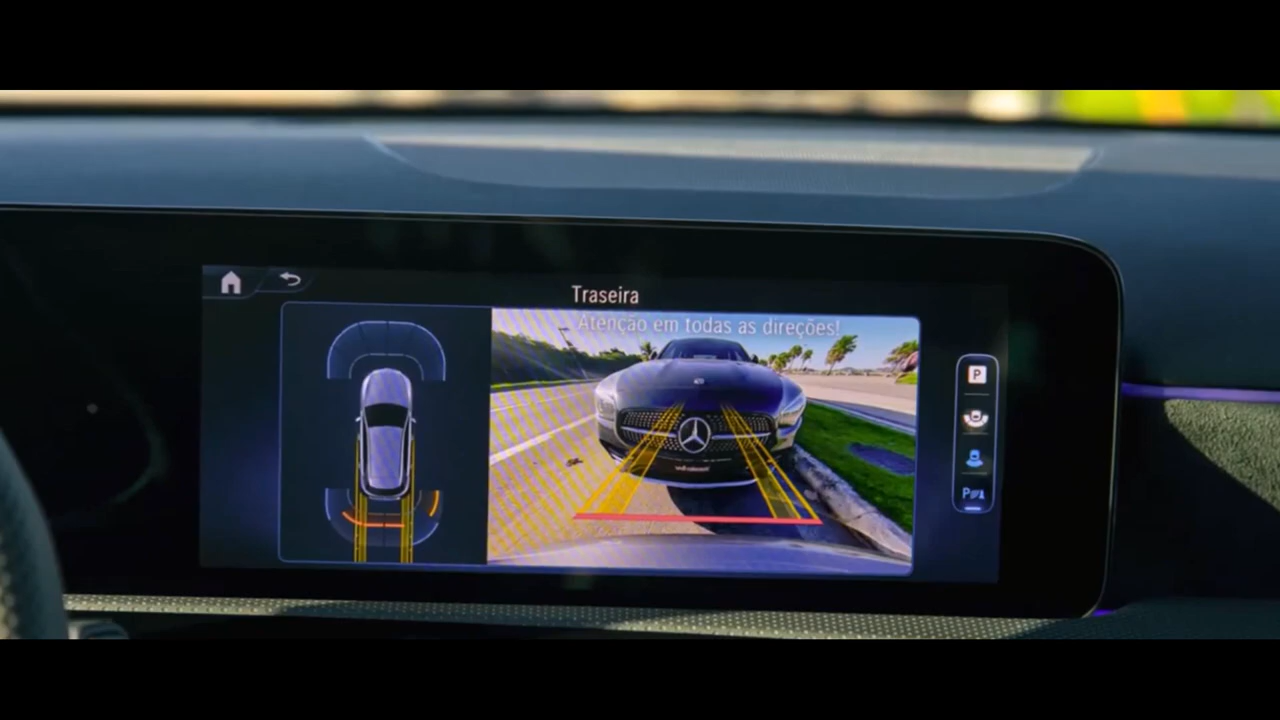 Traseira
Atenção em todas as direções!
P
P